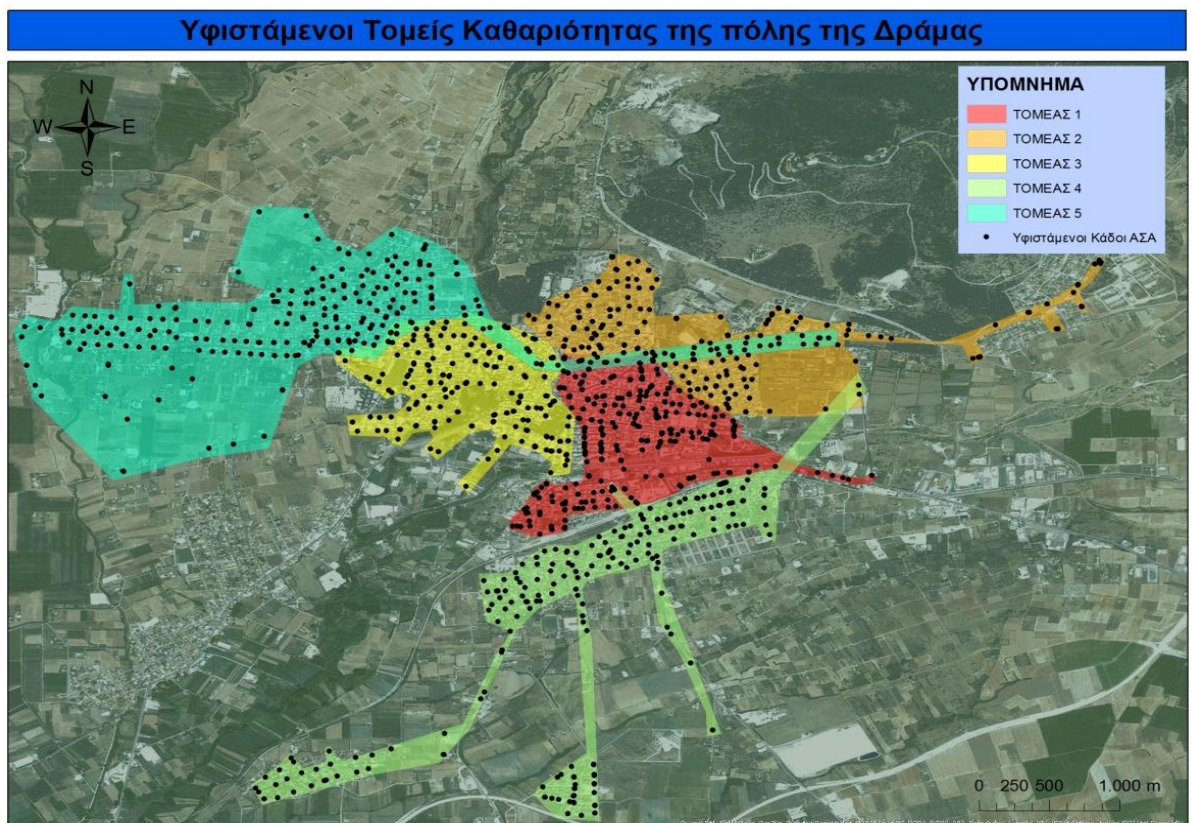 Υφιστάμενοι Τομείς Καθαριότητας της πόλης της Δράμας
N
W E
S
ΥΠΟΜΝΗΜΑ
ΤΟΜΕΑΣ 1
ΤΟΜΕΑΣ 2
ΤΟΜΕΑΣ 3
ΤΟΜΕΑΣ 4
ΤΟΜΕΑΣ 5
Υφιστάμενοι Κάδοι ΑΣΑ
0 250 500 1.000 m